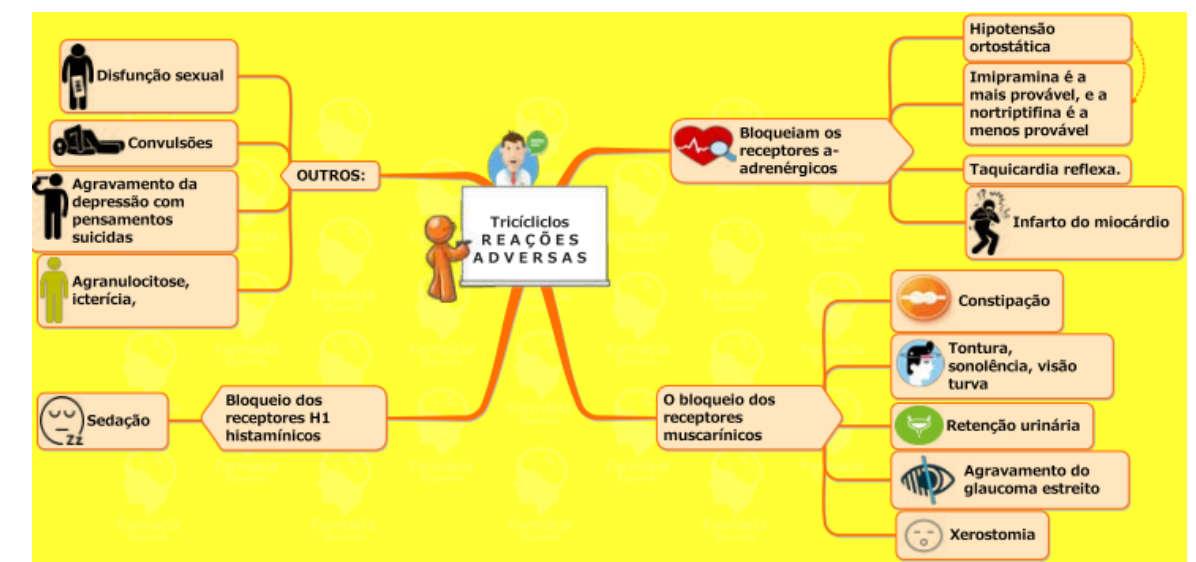 Tricícliclos
REAÇÕES
ADVERSAS
Bloqueiam os
receptores a-
adrenérgicos
Hipotensão
ortostática
Imipramina é a
mais provável, e a
nortriptifina é a
menos provável
Taquicardia reflexa.
Infarto do miocárdio
O bloqueio dos
receptores
muscarínicos
Constipação
Tontura,
sonolência, visão
turva
Retenção urinária
Agravamento do
glaucoma estreito
Xerostomia
Bloqueio dos
receptores H1
histamínicos
Sedação
zz
OUTROS:
Disfunção sexual
Convulsões
Agravamento da
depressão com
pensamentos
suicidas
Agranulocitose,
icterícia,